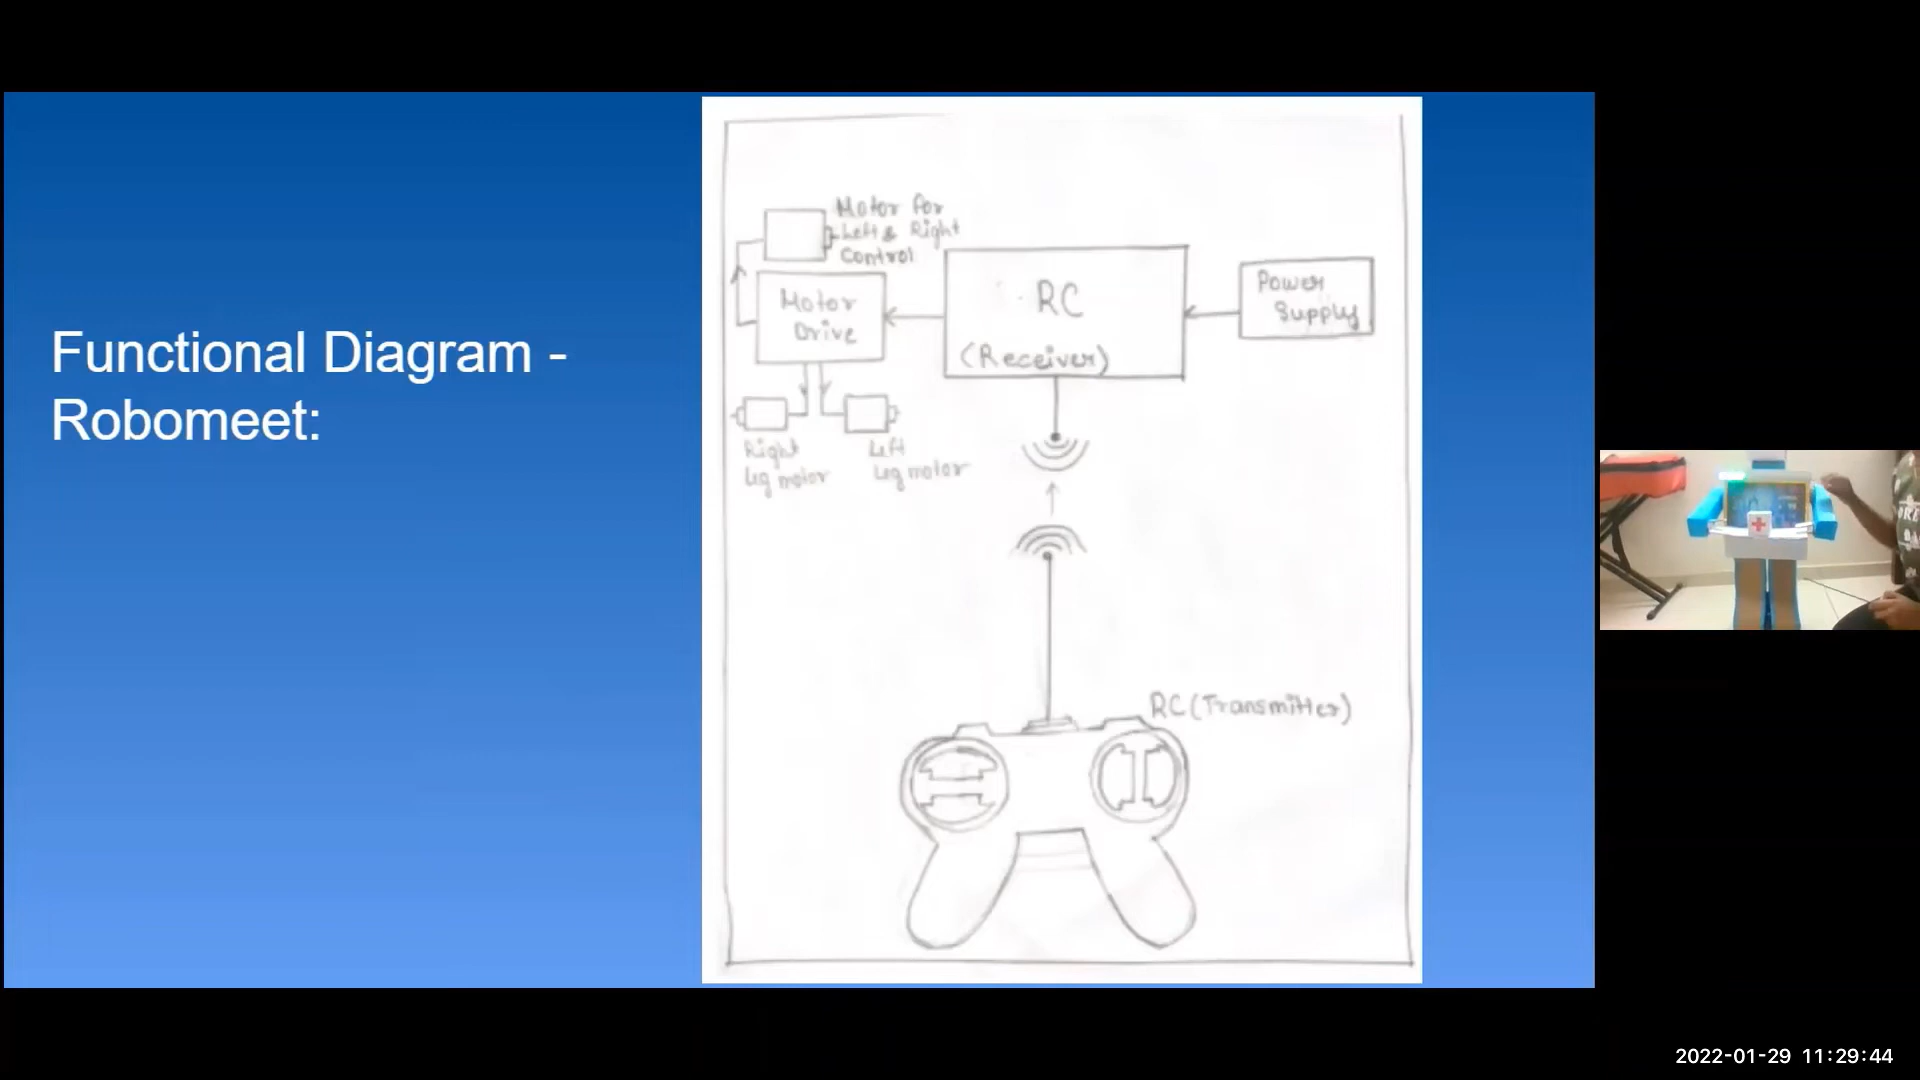 Functional Diagram -
Robomeet:
Motor for
Left & Right
Control
Motor
Drive
RC
(Receiver)
Power
Supply
Right
leg motor
Left
leg motor
RC (Transmitter)
2022-01-29 11:29:44